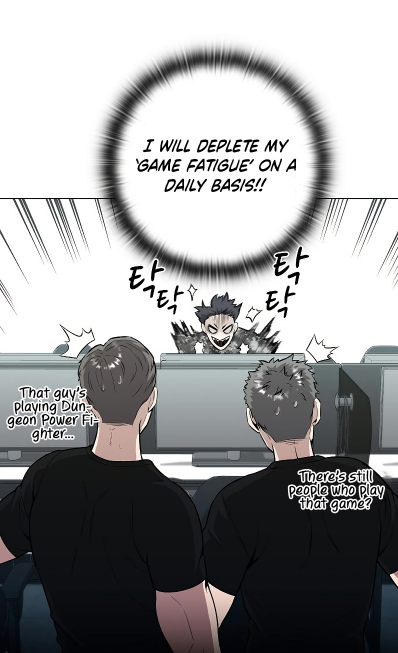 I WILL DEPLETE MY
'GAME FATIGUE' ON A
DAILY BASIS!!
탁
탁
탁
탁
That guy's
playing Dun-
geon Power Fi-
ghter...
There's still
people who play
that game?